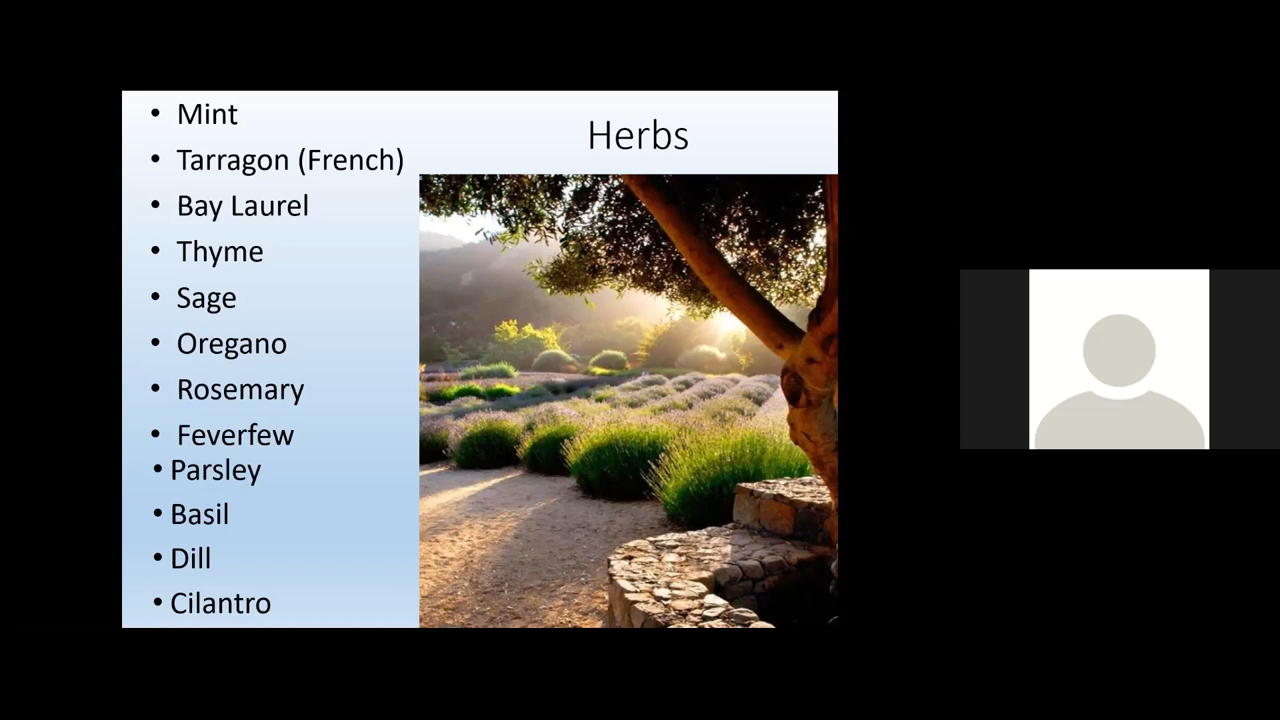 Herbs
• Mint
• Tarragon (French)
• Bay Laurel
• Thyme
• Sage
• Oregano
• Rosemary
• Feverfew
• Parsley
• Basil
• Dill
• Cilantro